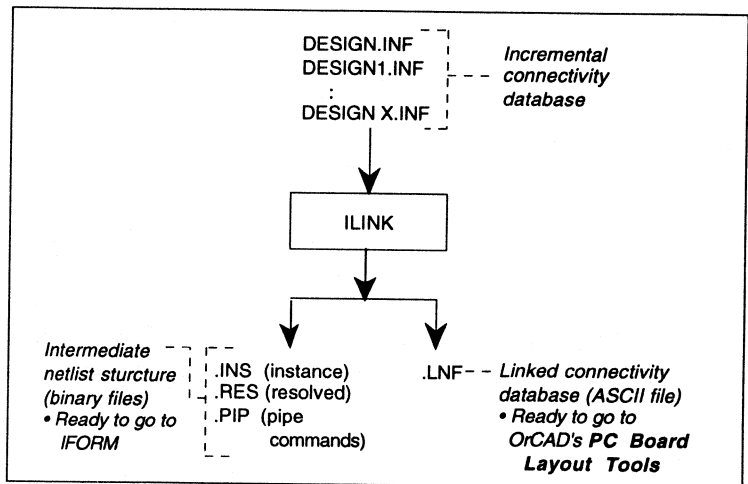 DESIGN.INF
DESIGN1.INF
:
DESIGN X.INF
Incremental
connectivity
database
ILINK
Intermediate
netlist sturcture
(binary files)
• Ready to go to
IFORM
.INS (instance)
.RES (resolved)
.PIP (pipe
commands)
.LNF
Linked connectivity
database (ASCII file)
• Ready to go to
OrCAD's PC Board
Layout Tools